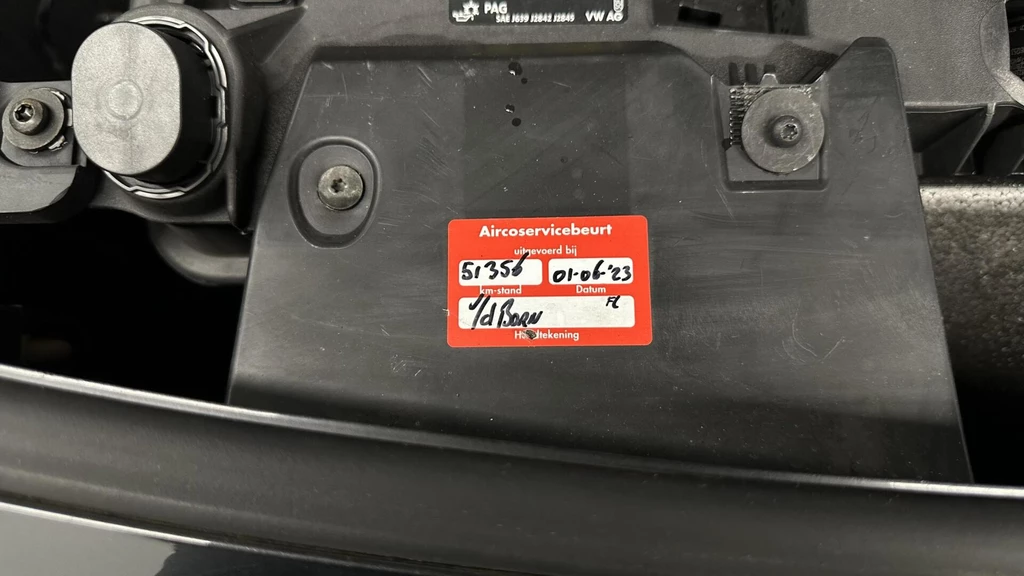 PAG
SAE J639 J2842 J2845 VW AG
Aircoservicebeurt
uitgevoerd bij
51356 01-06-'23
km-stand Datum
v/d Born FL
Handtekening